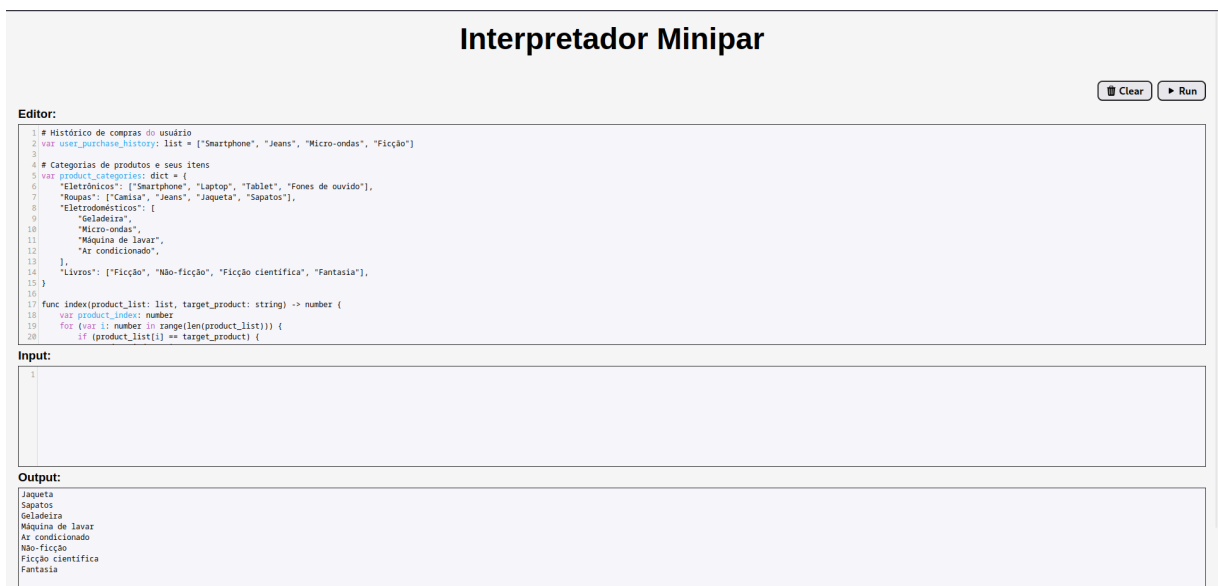 Interpretador Minipar
Clear
Run
Editor:
1 # Histórico de compras do usuário
2 var user_purchase_history: list = ["Smartphone", "Jeans", "Micro-ondas", "Ficção"]
3
4 # Categorias de produtos e seus itens
5 var product_categories: dict = {
6     "Eletrônicos": ["Smartphone", "Laptop", "Tablet", "Fones de ouvido"],
7     "Roupas": ["Camisa", "Jeans", "Jaqueta", "Sapatos"],
8     "Eletrodomésticos": [
9         "Geladeira",
10         "Micro-ondas",
11         "Máquina de lavar",
12         "Ar condicionado",
13     ],
14     "Livros": ["Ficção", "Não-ficção", "Ficção científica", "Fantasia"],
15 }
16
17 func index(product_list: list, target_product: string) -> number {
18     var product_index: number
19     for (var i: number in range(len(product_list))) {
20         if (product_list[i] == target_product) {
Input:
1
Output:
Jaqueta
Sapatos
Geladeira
Máquina de lavar
Ar condicionado
Não-ficção
Ficção científica
Fantasia